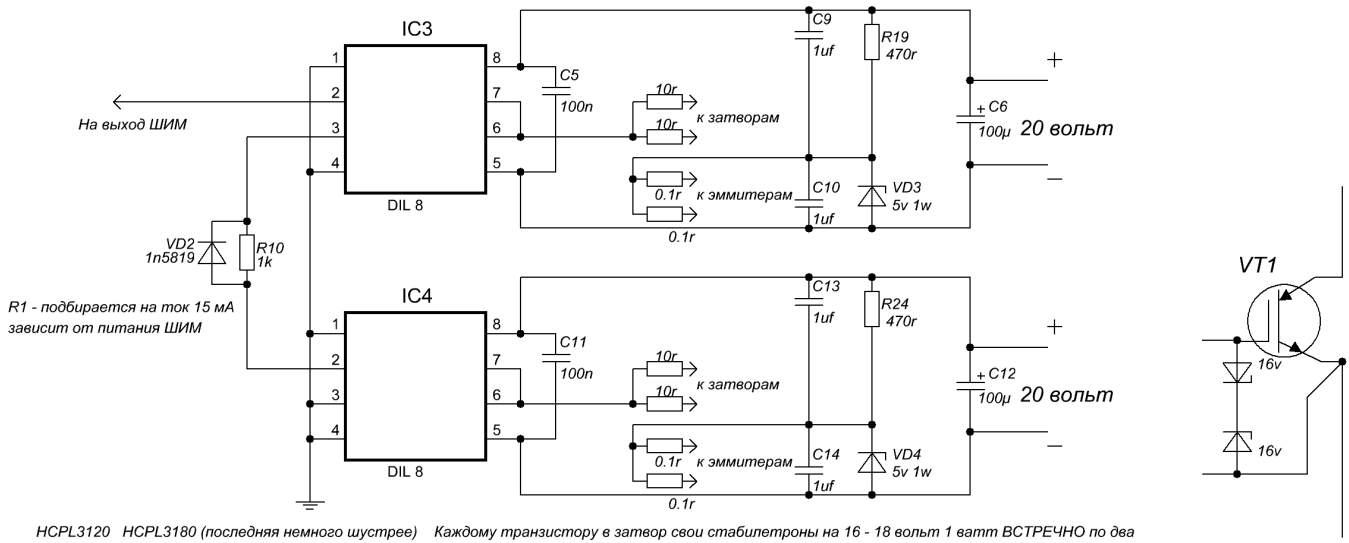 IC3
1
2
3
4
8
7
6
5
DIL 8
На выход ШИМ
C5
100n
10r
10r
к затворам
0.1r
к эммитерам
0.1r
C9
1uf
R19
470r
C10
1uf
VD3
5v 1w
+
+ C6
100µ
20 вольт
–
VD2
1n5819
R10
1k
R1 - подбирается на ток 15 мА
зависит от питания ШИМ
IC4
1
2
3
4
8
7
6
5
DIL 8
C11
100n
10r
10r
к затворам
0.1r
к эммитерам
0.1r
C13
1uf
R24
470r
C14
1uf
VD4
5v 1w
+
+ C12
100µ
20 вольт
–
VT1
16v
16v
HCPL3120 HCPL3180 (последняя немного шустрее) Каждому транзистору в затвор свои стабилетроны на 16 - 18 вольт 1 ватт ВСТРЕЧНО по два